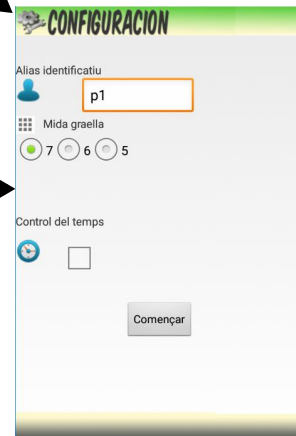 CONFIGURACION
Alias identificatiu
p1
Mida graella
7 6 5
Control del temps
Començar